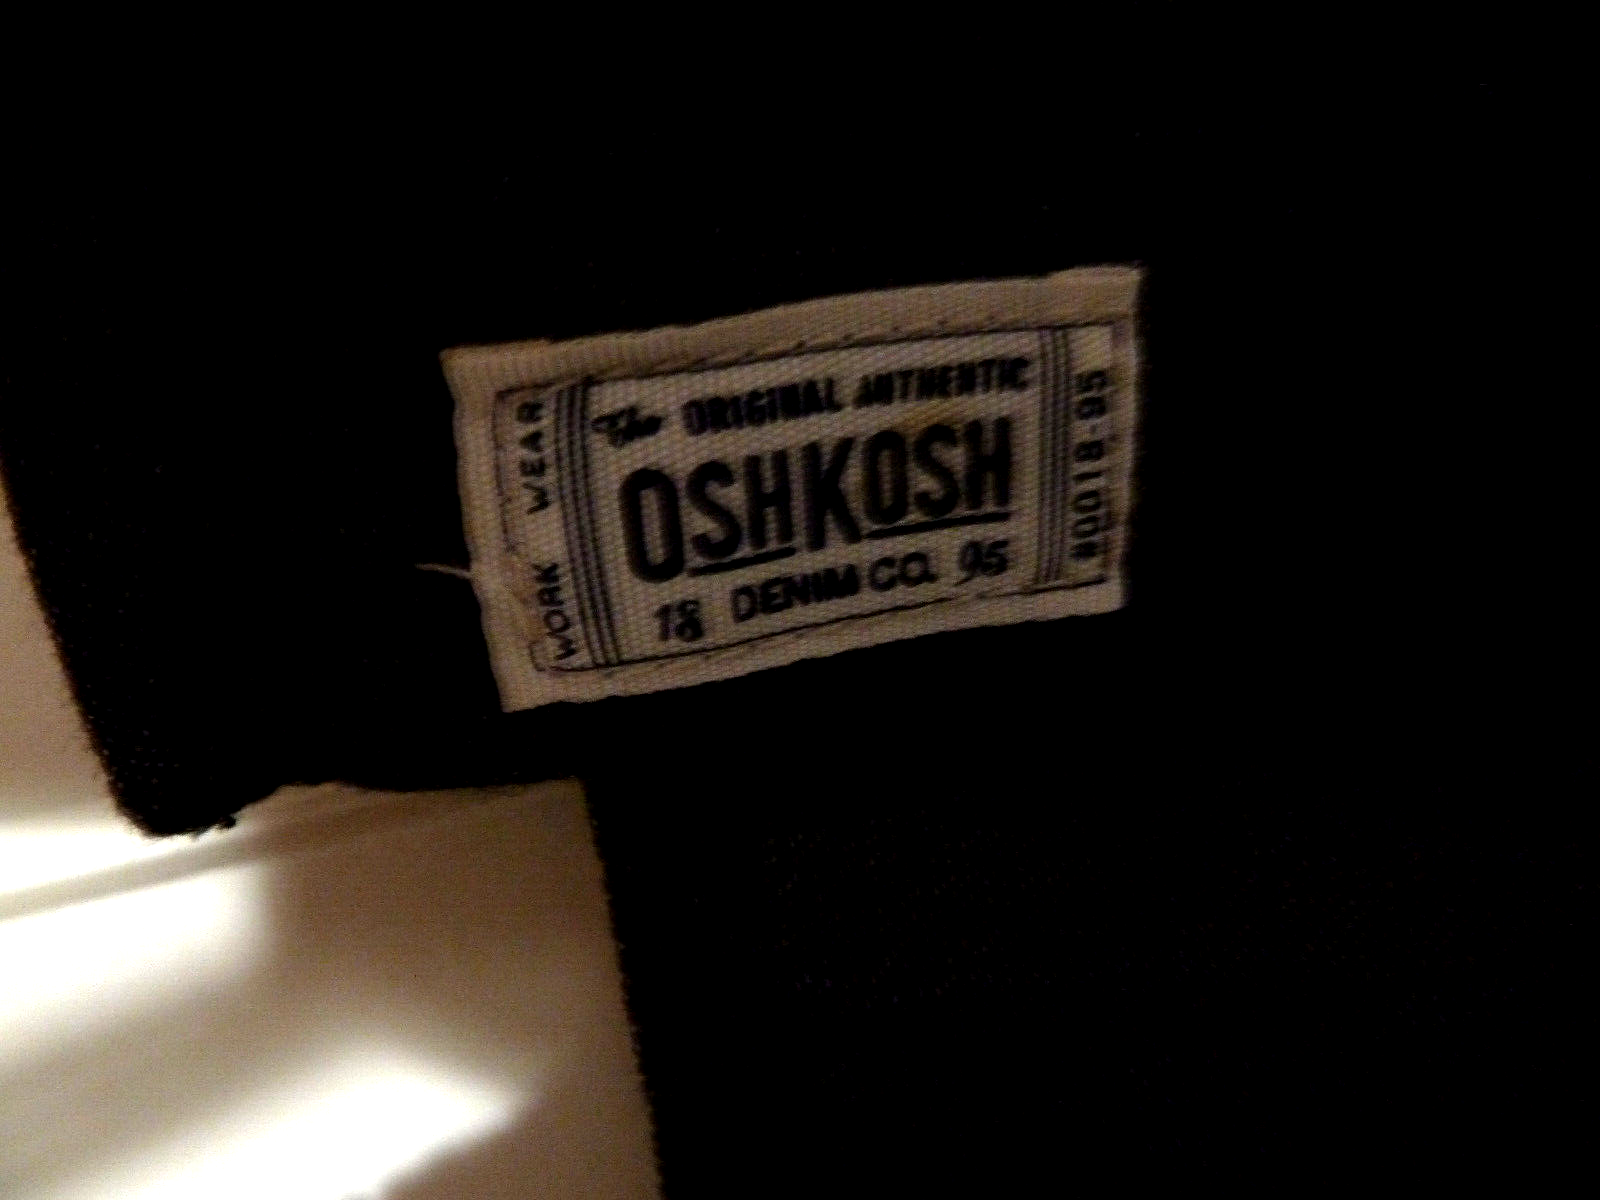 WORK WEAR
The ORIGINAL AUTHENTIC
OSHKOSH
18 DENIM CO. 95
#0018-95